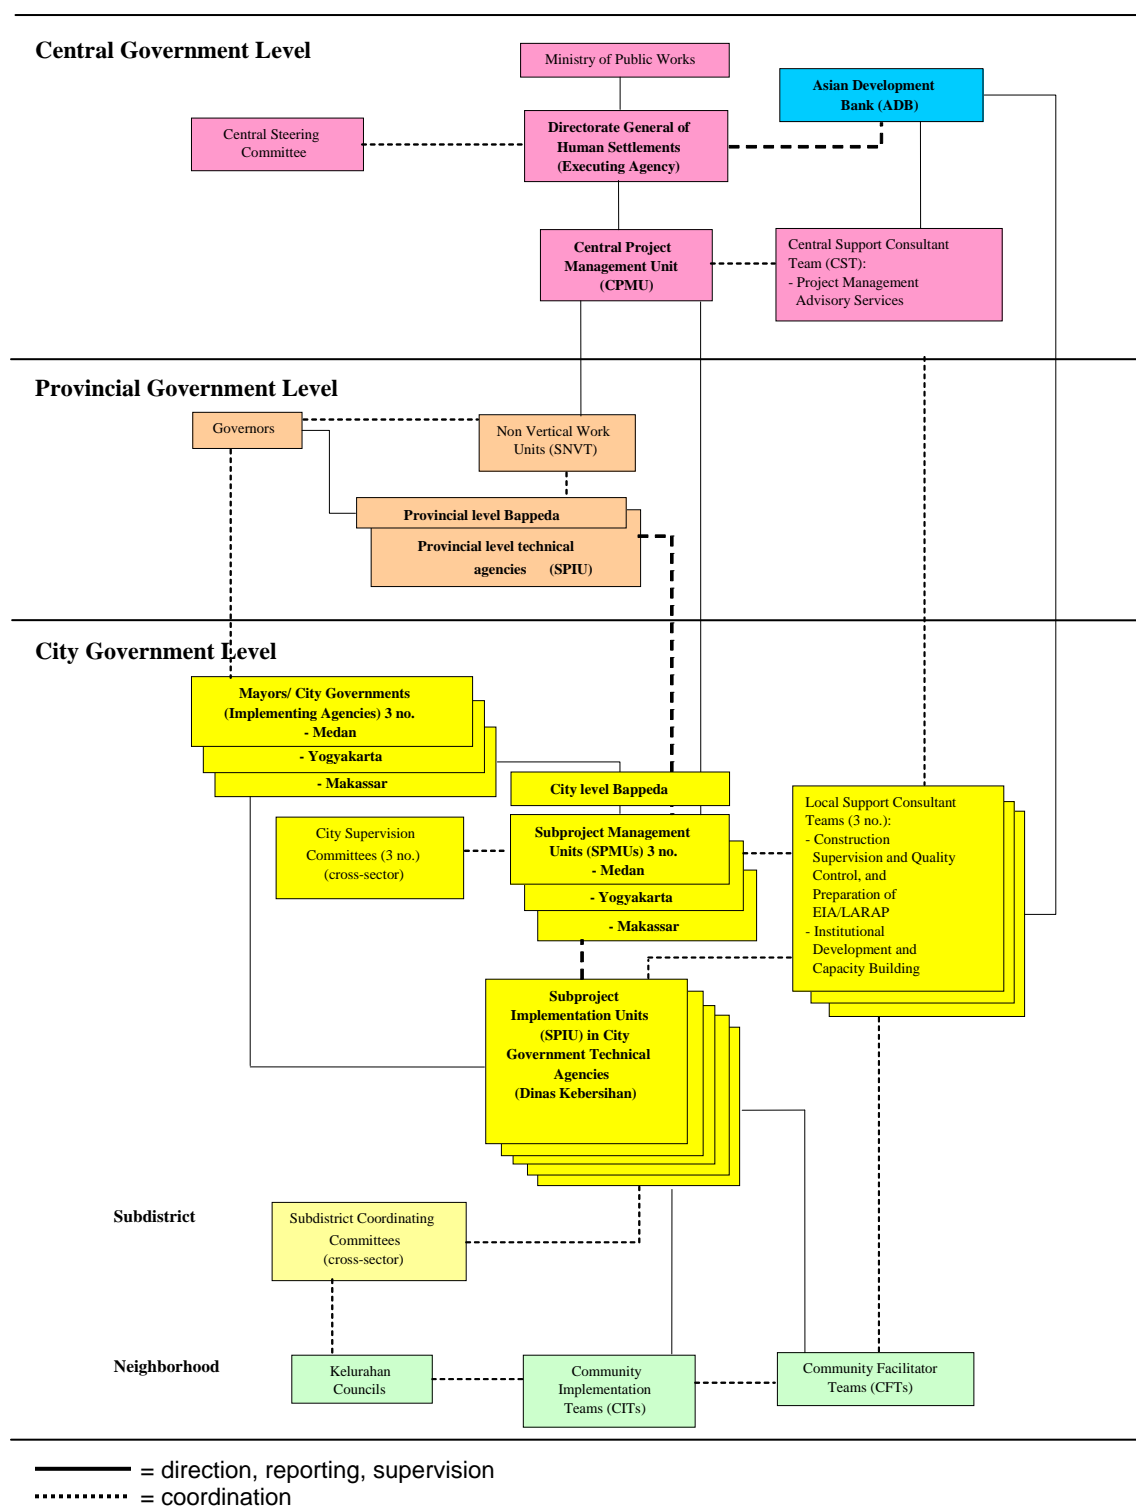 Central Government Level
Ministry of Public Works
Asian Development
Bank (ADB)
Central Steering
Committee
Directorate General of
Human Settlements
(Executing Agency)
Central Project
Management Unit
(CPMU)
Central Support Consultant
Team (CST):
- Project Management
Advisory Services
Provincial Government Level
Governors
Non Vertical Work
Units (SNVT)
Provincial level Bappeda
Provincial level technical
agencies (SPIU)
City Government Level
Mayors/ City Governments
(Implementing Agencies) 3 no.
- Medan
- Yogyakarta
- Makassar
City level Bappeda
City Supervision
Committees (3 no.)
(cross-sector)
Subproject Management
Units (SPMUs) 3 no.
- Medan
- Yogyakarta
- Makassar
Local Support Consultant
Teams (3 no.):
- Construction
Supervision and Quality
Control, and
Preparation of
EIA/LARAP
- Institutional
Development and
Capacity Building
Subproject
Implementation Units
(SPIU) in City
Government Technical
Agencies
(Dinas Kebersihan)
Subdistrict
Subdistrict Coordinating
Committees
(cross-sector)
Neighborhood
Kelurahan
Councils
Community
Implementation
Teams (CITs)
Community Facilitator
Teams (CFTs)
= direction, reporting, supervision
= coordination